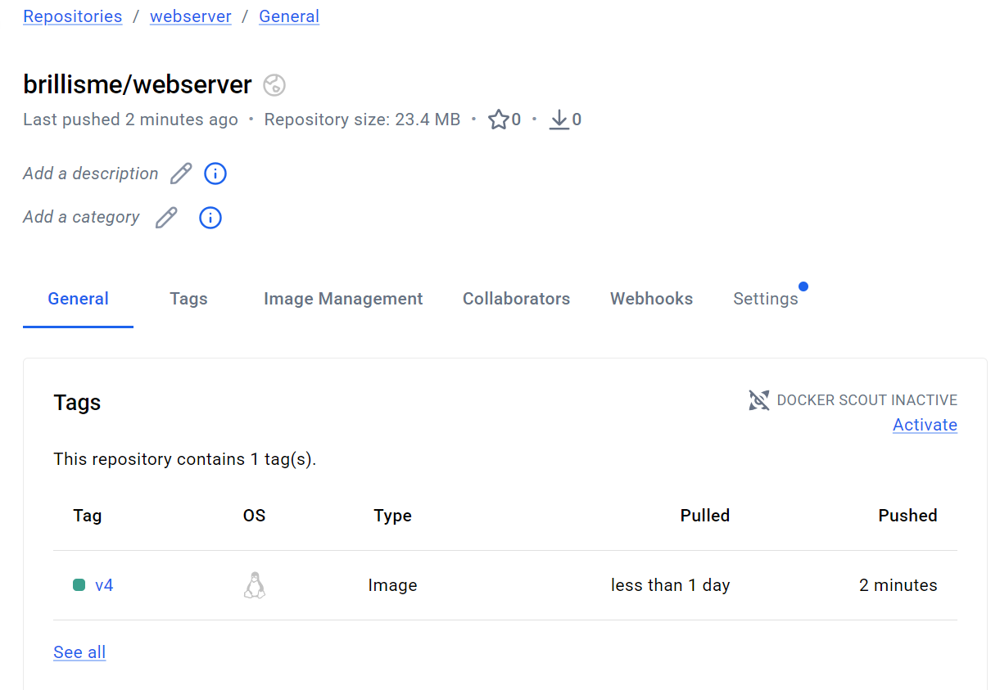 Repositories / webserver / General
brillisme/webserver
Last pushed 2 minutes ago • Repository size: 23.4 MB • 0 • 0
Add a description
Add a category
General Tags Image Management Collaborators Webhooks Settings
Tags
DOCKER SCOUT INACTIVE
Activate
This repository contains 1 tag(s).
Tag OS Type Pulled Pushed
v4 Image less than 1 day 2 minutes
See all